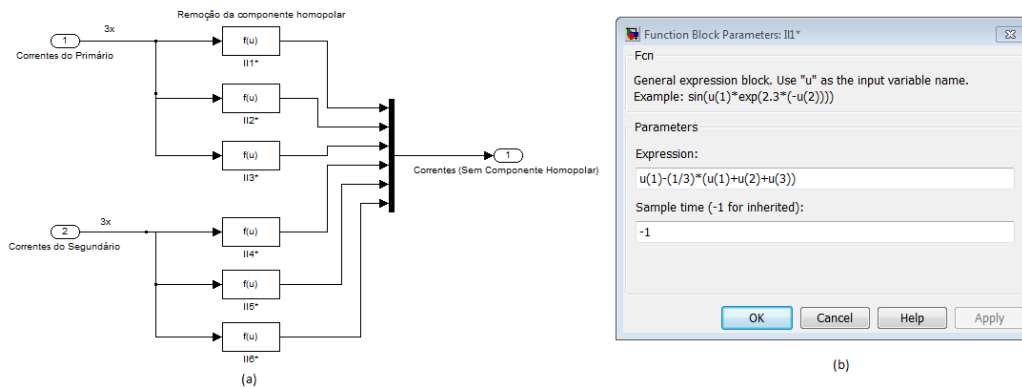 Remoção da componente homopolar
3x
1
Correntes do Primário
f(u)
II1*
f(u)
II2*
f(u)
II3*
3x
2
Correntes do Segundário
f(u)
II4*
f(u)
II5*
f(u)
II6*
1
Correntes (Sem Componente Homopolar)
(a)
Function Block Parameters: II1*
Fcn
General expression block. Use "u" as the input variable name.
Example: sin(u(1)*exp(2.3*(-u(2))))
Parameters
Expression:
u(1)-(1/3)*(u(1)+u(2)+u(3))
Sample time (-1 for inherited):
-1
OK Cancel Help Apply
(b)